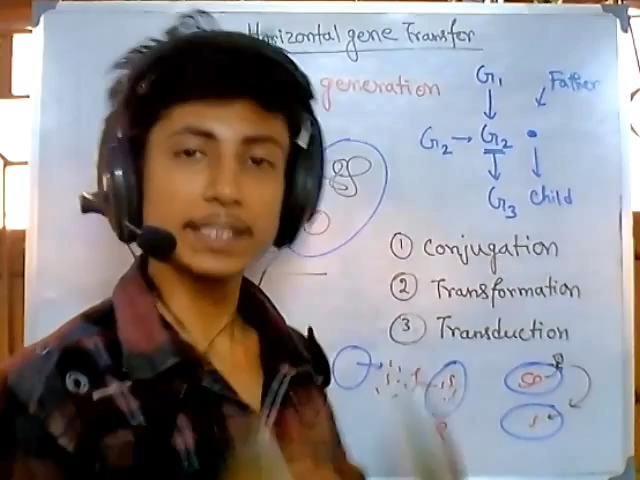 Horizontal gene Transfer
generation
G1
Father
G2 → G2
G3 child
① Conjugation
② Transformation
③ Transduction